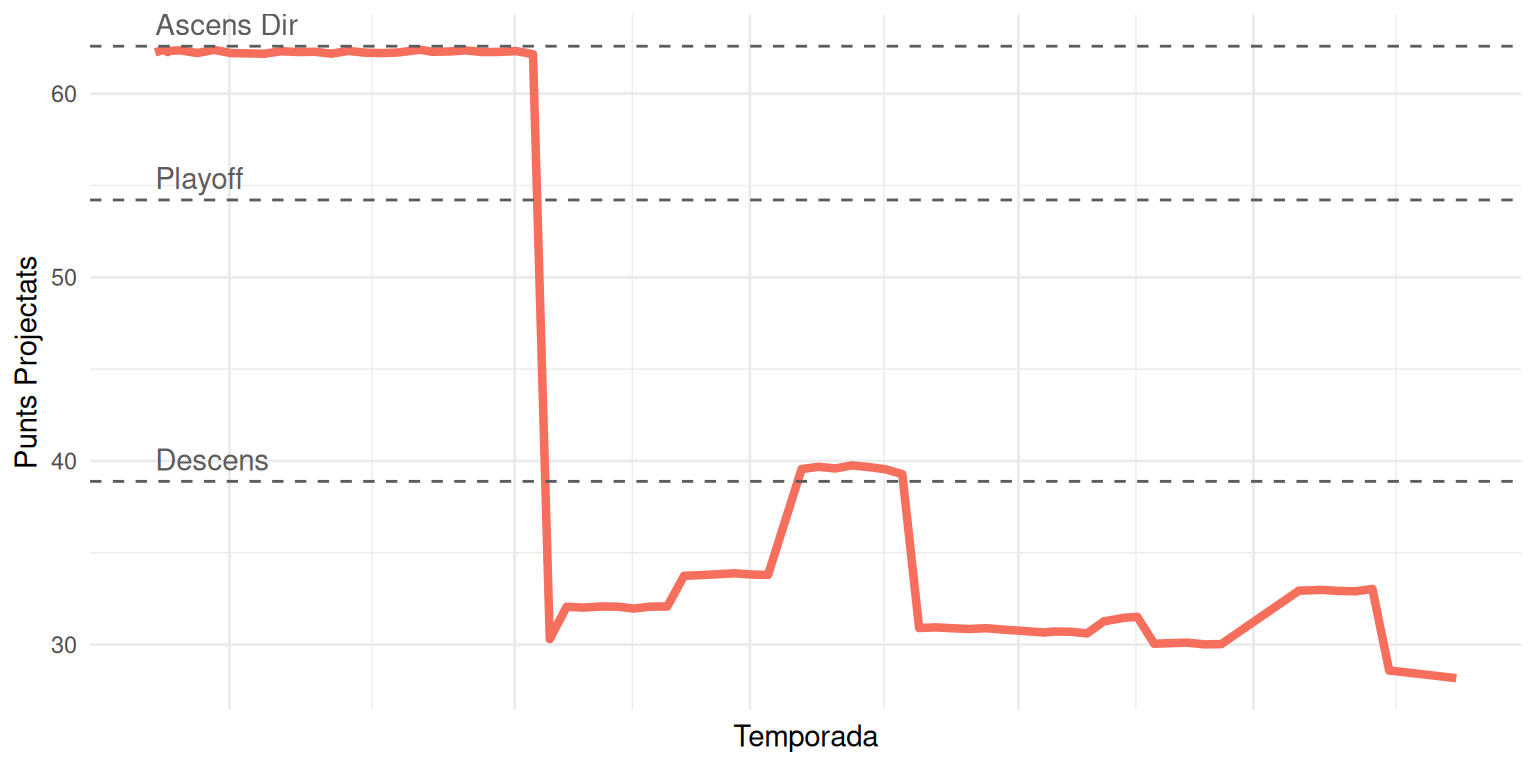 Ascens Dir
60
Playoff
50
Descens
40
30
Punts Projectats
Temporada